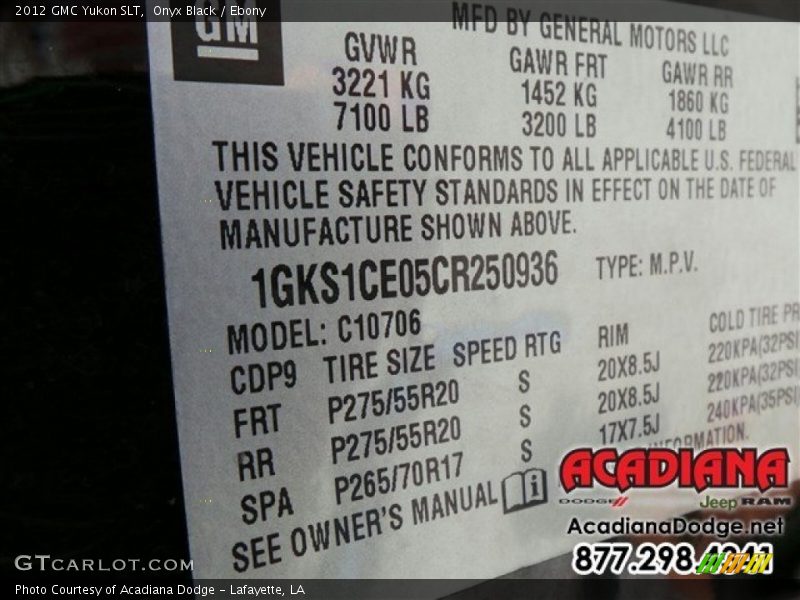 2012 GMC Yukon SLT, Onyx Black / Ebony
GM
MFD BY GENERAL MOTORS LLC
GVWR GAWR FRT GAWR RR
3221 KG 1452 KG 1860 KG
7100 LB 3200 LB 4100 LB
THIS VEHICLE CONFORMS TO ALL APPLICABLE U.S. FEDERAL
VEHICLE SAFETY STANDARDS IN EFFECT ON THE DATE OF
MANUFACTURE SHOWN ABOVE.
1GKS1CE05CR250936 TYPE: M.P.V.
MODEL: C10706
CDP9 TIRE SIZE SPEED RTG RIM COLD TIRE PR
FRT P275/55R20 S 20X8.5J 220KPA(32PSI
RR P275/55R20 S 20X8.5J 220KPA(32PSI
SPA P265/70R17 S 17X7.5J 240KPA(35PSI
SEE OWNER'S MANUAL INFORMATION.
ACADIANA
DODGE Jeep RAM
AcadianaDodge.net
877.298.
GTCARLOT.COM
Photo Courtesy of Acadiana Dodge - Lafayette, LA